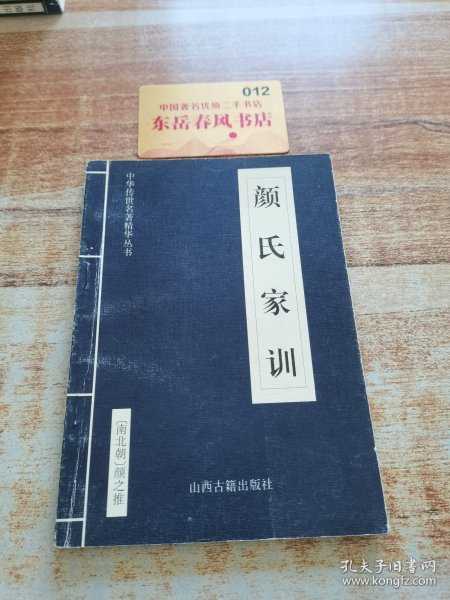 012
中国著名优质二手书店
东岳春风书店
中华传世名著精华丛书
颜氏家训
〔南北朝〕颜之推
山西古籍出版社
孔夫子旧书网
www.kongfz.com